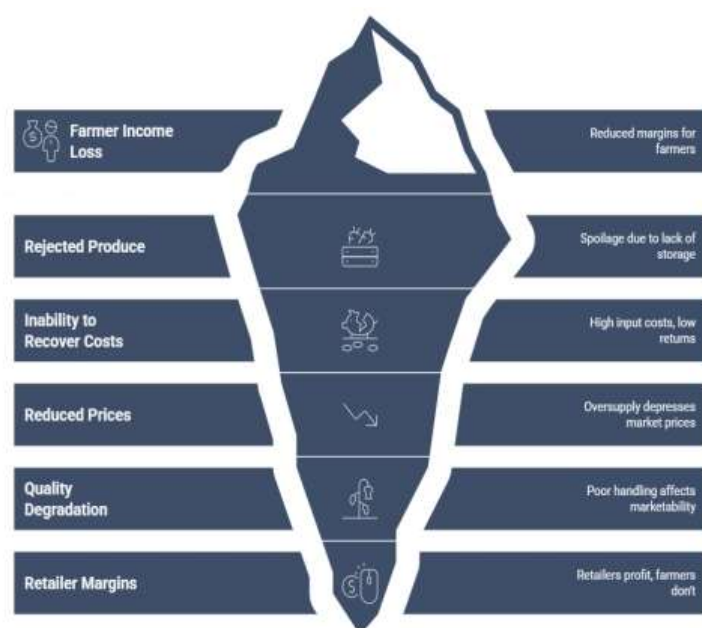 Farmer Income
Loss
Reduced margins for
farmers
Rejected Produce
Spoilage due to lack of
storage
Inability to
Recover Costs
High input costs, low
returns
Reduced Prices
Oversupply depresses
market prices
Quality
Degradation
Poor handling affects
marketability
Retailer Margins
Retailers profit, farmers
don't